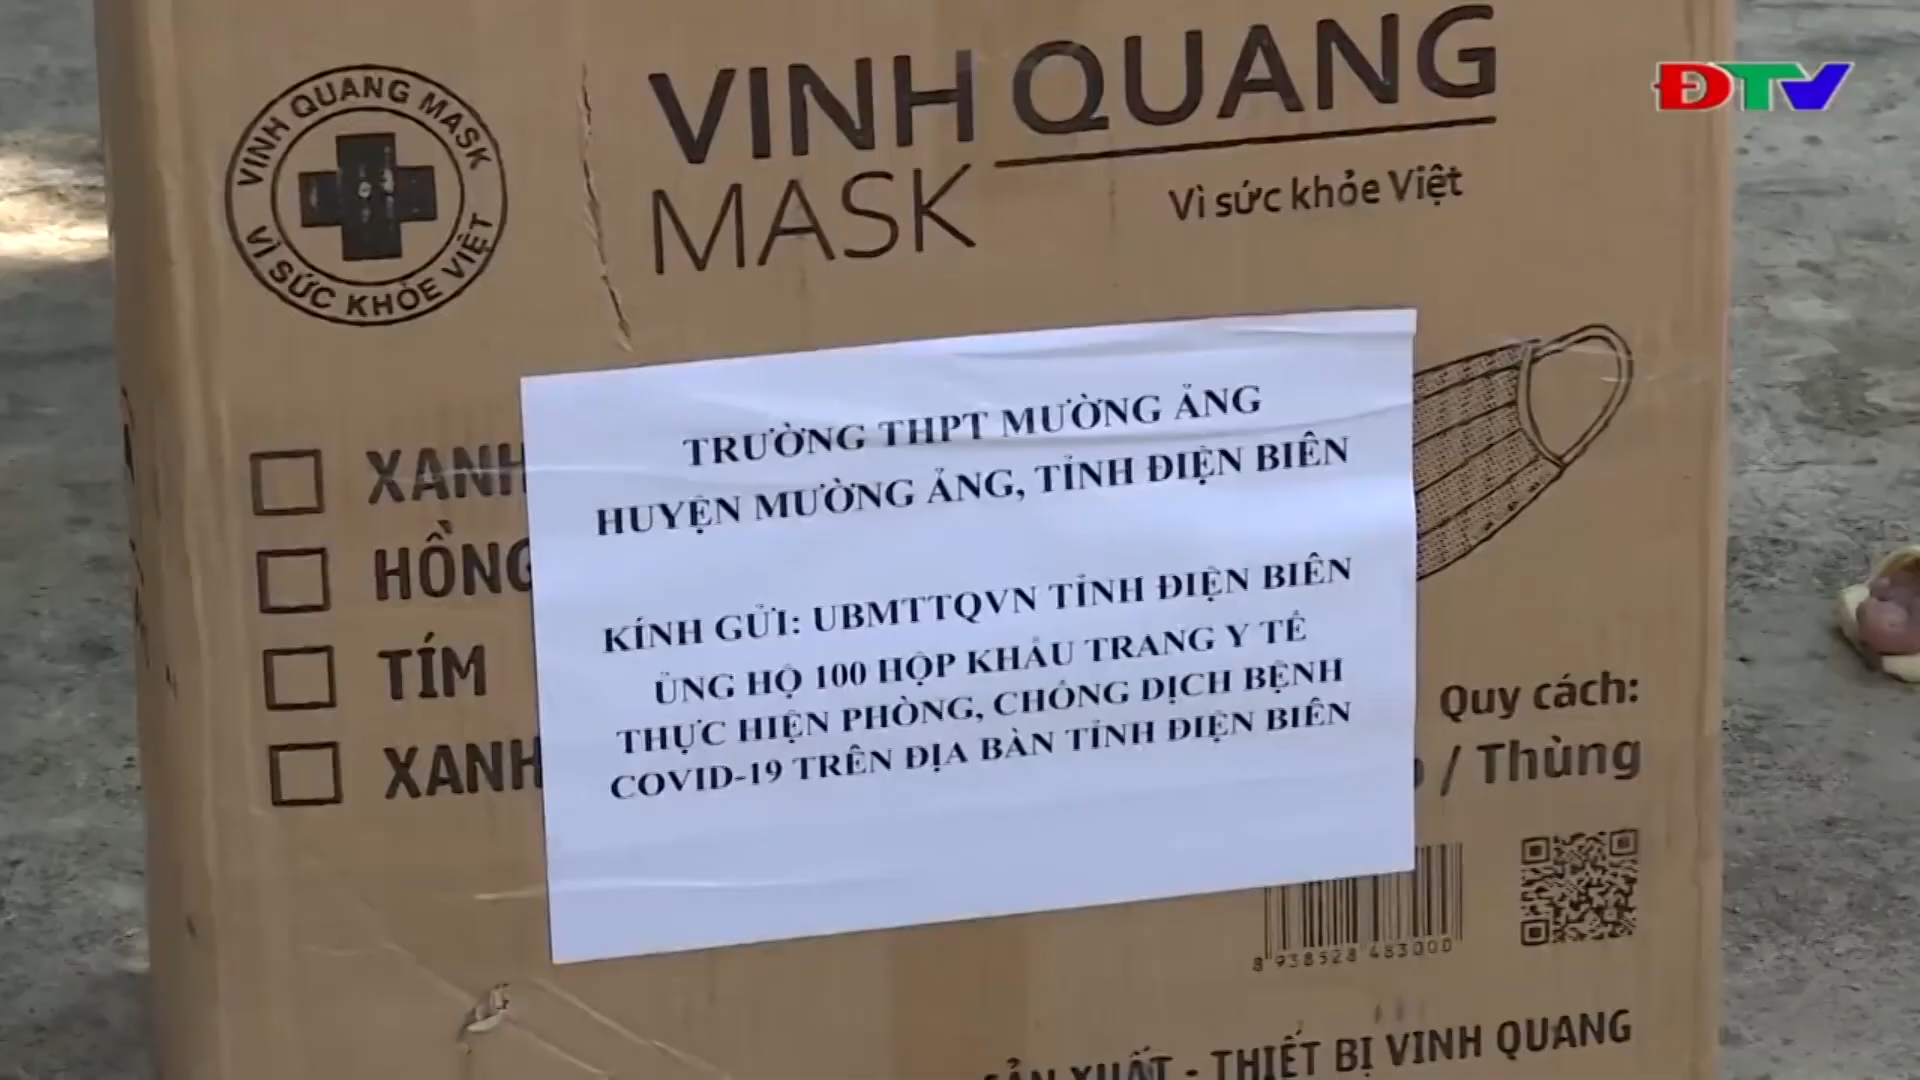 VINH QUANG MASK
VÌ SỨC KHỎE VIỆT
VINH QUANG
MASK
Vì sức khỏe Việt
ĐTV
TRƯỜNG THPT MƯỜNG ẢNG
HUYỆN MƯỜNG ẢNG, TỈNH ĐIỆN BIÊN
KÍNH GỬI: UBMTTQVN TỈNH ĐIỆN BIÊN
ỦNG HỘ 100 HỘP KHẨU TRANG Y TẾ
THỰC HIỆN PHÒNG, CHỐNG DỊCH BỆNH
COVID-19 TRÊN ĐỊA BÀN TỈNH ĐIỆN BIÊN
XANH
HỒNG
TÍM
XANH
Quy cách:
/ Thùng
8 938528 483000
XUẤT - THIẾT BỊ VINH QUANG